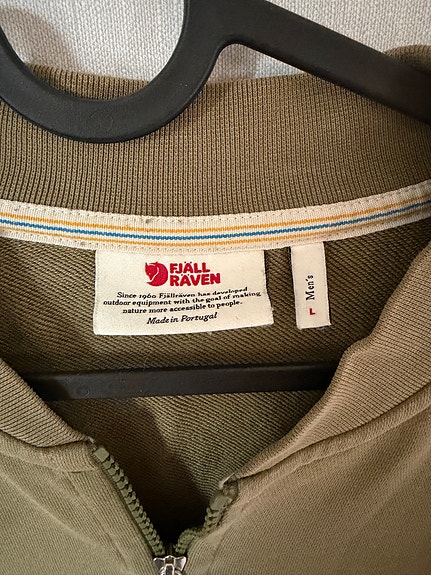 FJÄLL
RÄVEN
Since 1960 Fjällräven has developed
outdoor equipment with the goal of making
nature more accessible to people.
Made in Portugal
Men's
L